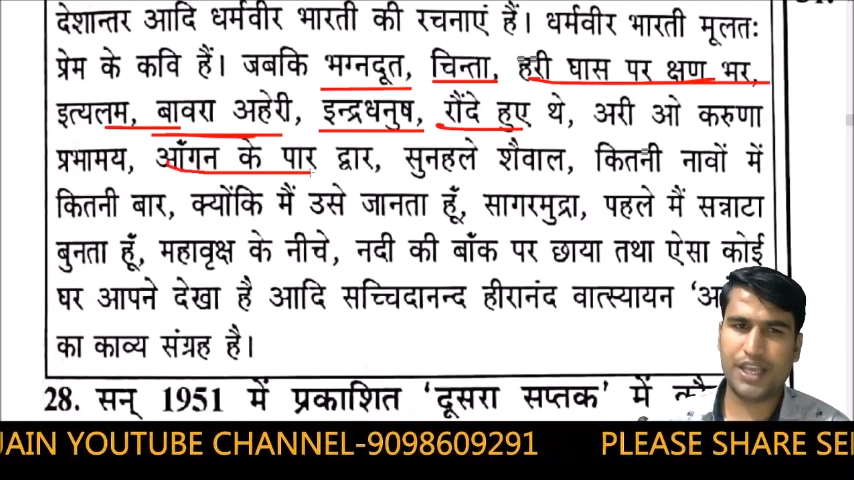 देशान्तर आदि धर्मवीर भारती की रचनाएं हैं। धर्मवीर भारती मूलतः
प्रेम के कवि हैं। जबकि भग्नदूत, चिन्ता, हरी घास पर क्षण भर,
इत्यलम, बावरा अहेरी, इन्द्रधनुष, रौंदे हुए थे, अरी ओ करुणा
प्रभामय, आँगन के पार द्वार, सुनहले शैवाल, कितनी नावों में
कितनी बार, क्योंकि मैं उसे जानता हूँ, सागरमुद्रा, पहले मैं सन्नाटा
बुनता हूँ, महावृक्ष के नीचे, नदी की बाँक पर छाया तथा ऐसा कोई
घर आपने देखा है आदि सच्चिदानन्द हीरानंद वात्स्यायन
का काव्य संग्रह है।
28. सन् 1951 में प्रकाशित 'दूसरा सप्तक' में
JAIN YOUTUBE CHANNEL-9098609291 PLEASE SHARE